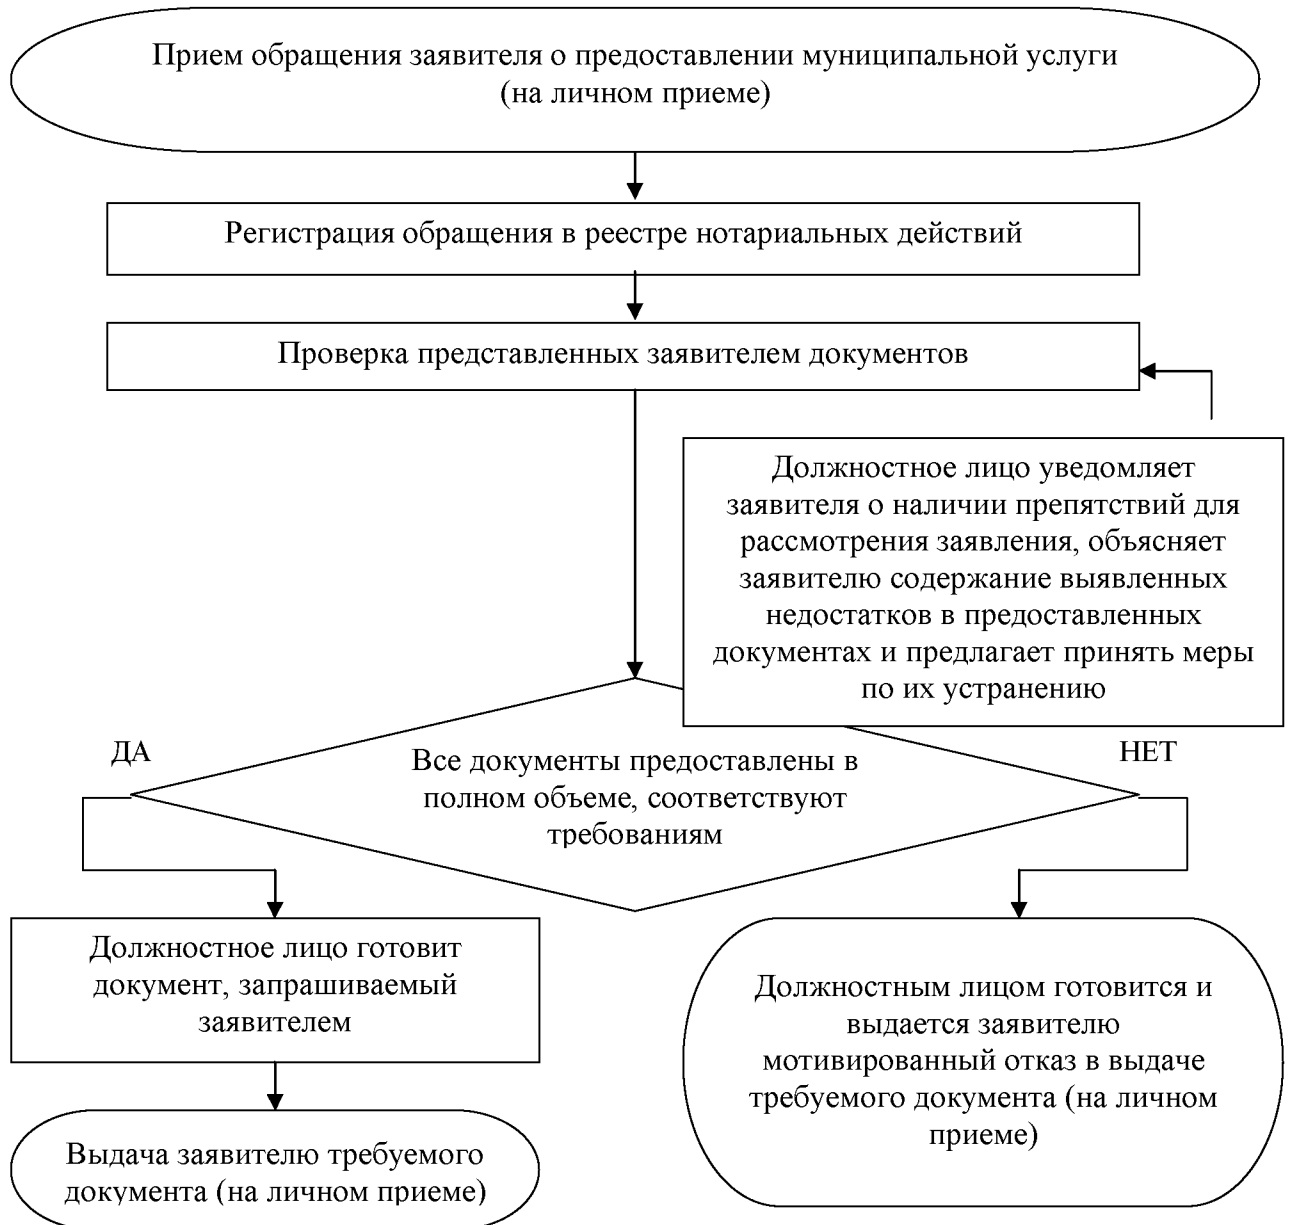 Прием обращения заявителя о предоставлении муниципальной услуги
(на личном приеме)
Регистрация обращения в реестре нотариальных действий
Проверка представленных заявителем документов
Должностное лицо уведомляет
заявителя о наличии препятствий для
рассмотрения заявления, объясняет
заявителю содержание выявленных
недостатков в предоставленных
документах и предлагает принять меры
по их устранению
ДА
НЕТ
Все документы предоставлены в
полном объеме, соответствуют
требованиям
Должностное лицо готовит
документ, запрашиваемый
заявителем
Должностным лицом готовится и
выдается заявителю
мотивированный отказ в выдаче
требуемого документа (на личном
приеме)
Выдача заявителю требуемого
документа (на личном приеме)